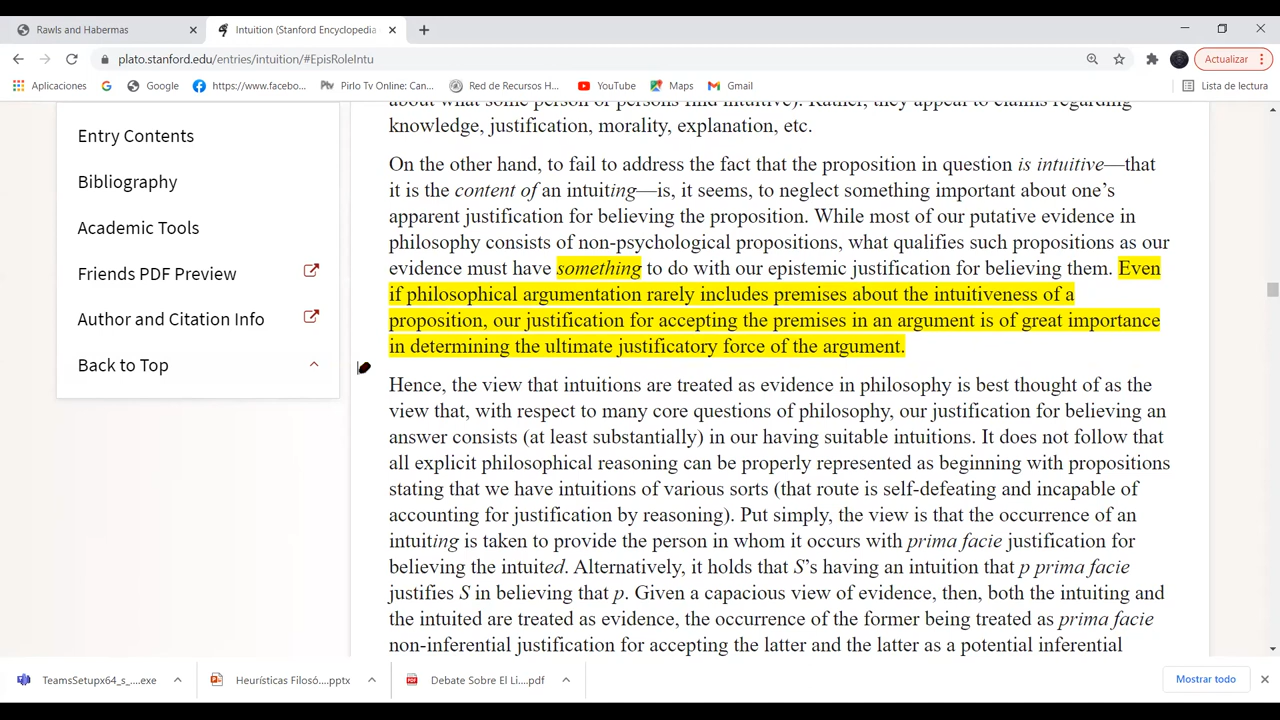 Rawls and Habermas
Intuition (Stanford Encyclopedia
plato.stanford.edu/entries/intuition/#EpisRoleIntu
Actualizar
Aplicaciones
Google
https://www.facebo...
Pirlo Tv Online: Can...
Red de Recursos H...
YouTube
Maps
Gmail
Lista de lectura
Entry Contents
Bibliography
Academic Tools
Friends PDF Preview
Author and Citation Info
Back to Top
about what some person or persons find intuitive). Rather, they appeal to claims regarding
knowledge, justification, morality, explanation, etc.
On the other hand, to fail to address the fact that the proposition in question is intuitive—that
it is the content of an intuiting—is, it seems, to neglect something important about one’s
apparent justification for believing the proposition. While most of our putative evidence in
philosophy consists of non-psychological propositions, what qualifies such propositions as our
evidence must have something to do with our epistemic justification for believing them. Even
if philosophical argumentation rarely includes premises about the intuitiveness of a
proposition, our justification for accepting the premises in an argument is of great importance
in determining the ultimate justificatory force of the argument.
Hence, the view that intuitions are treated as evidence in philosophy is best thought of as the
view that, with respect to many core questions of philosophy, our justification for believing an
answer consists (at least substantially) in our having suitable intuitions. It does not follow that
all explicit philosophical reasoning can be properly represented as beginning with propositions
stating that we have intuitions of various sorts (that route is self-defeating and incapable of
accounting for justification by reasoning). Put simply, the view is that the occurrence of an
intuiting is taken to provide the person in whom it occurs with prima facie justification for
believing the intuited. Alternatively, it holds that S’s having an intuition that p prima facie
justifies S in believing that p. Given a capacious view of evidence, then, both the intuiting and
the intuited are treated as evidence, the occurrence of the former being treated as prima facie
non-inferential justification for accepting the latter and the latter as a potential inferential
TeamsSetupx64_s_....exe
Heurísticas Filosó....pptx
Debate Sobre El Li....pdf
Mostrar todo